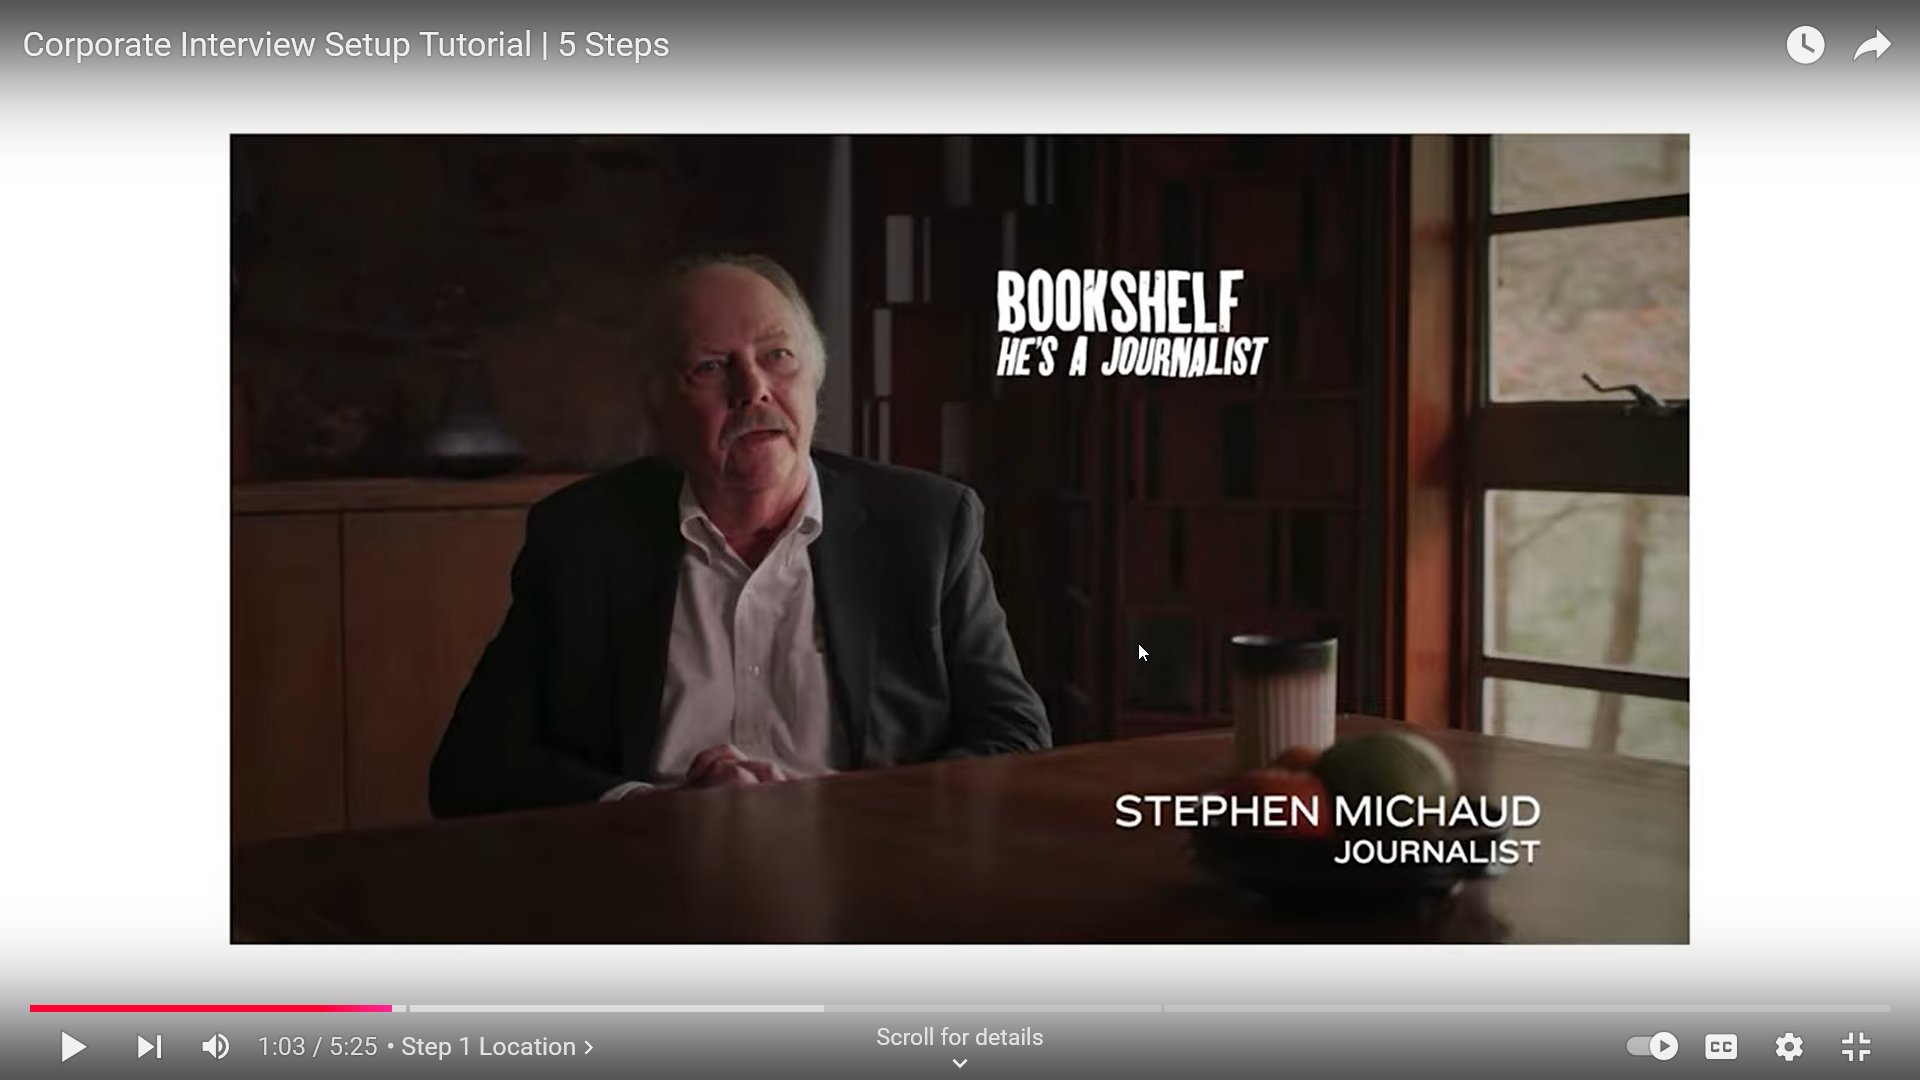 Corporate Interview Setup Tutorial | 5 Steps
BOOKSHELF
HE'S A JOURNALIST
STEPHEN MICHAUD
JOURNALIST
1:03 / 5:25 • Step 1 Location >
Scroll for details
CC